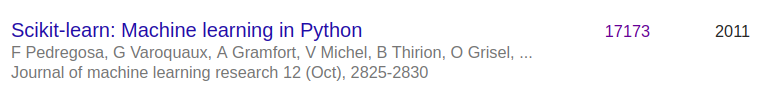 Scikit-learn: Machine learning in Python 17173 2011
F Pedregosa, G Varoquaux, A Gramfort, V Michel, B Thirion, O Grisel, ...
Journal of machine learning research 12 (Oct), 2825-2830